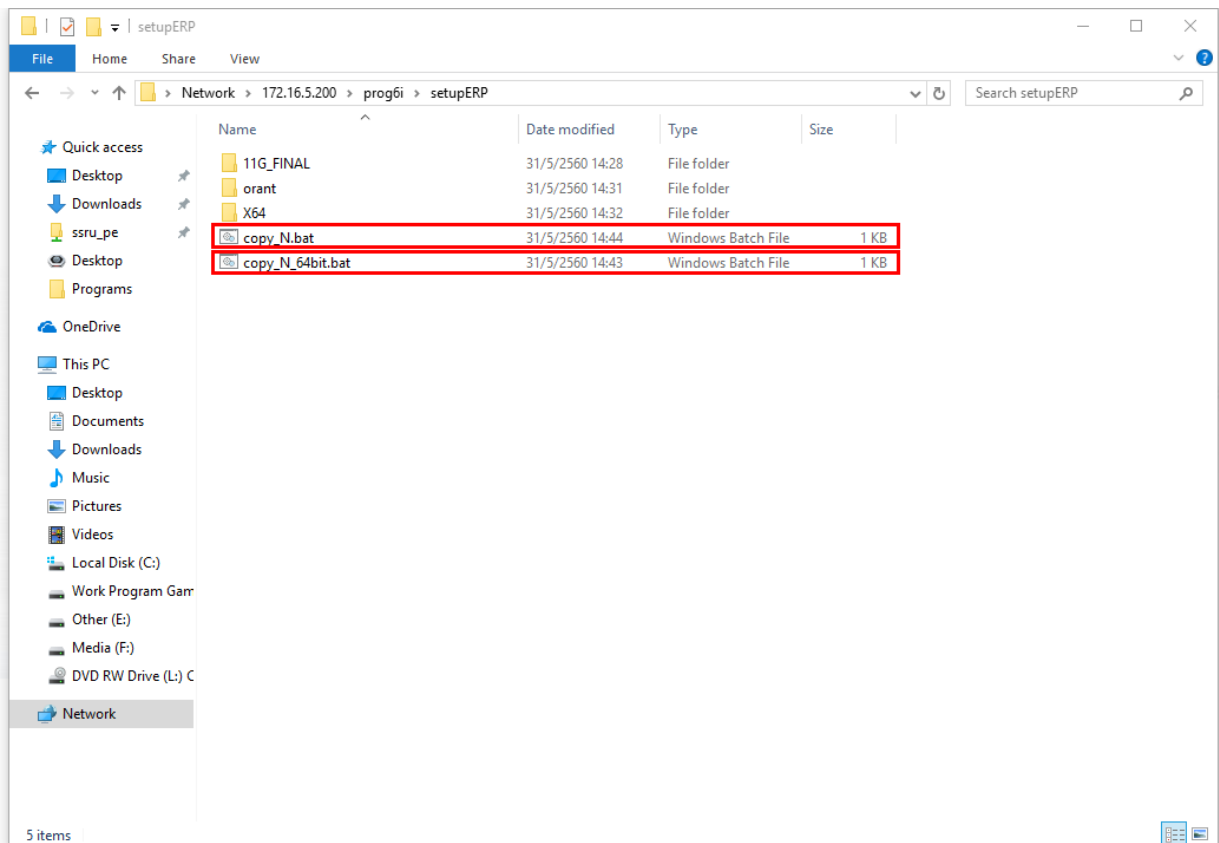 setupERP
File Home Share View
Network > 172.16.5.200 > prog6i > setupERP
Search setupERP
Name Date modified Type Size
Quick access
Desktop
Downloads
ssru_pe
Desktop
Programs
OneDrive
This PC
Desktop
Documents
Downloads
Music
Pictures
Videos
Local Disk (C:)
Work Program Gam
Other (E:)
Media (F:)
DVD RW Drive (L:) C
Network
11G_FINAL 31/5/2560 14:28 File folder
orant 31/5/2560 14:31 File folder
X64 31/5/2560 14:32 File folder
copy_N.bat 31/5/2560 14:44 Windows Batch File 1 KB
copy_N_64bit.bat 31/5/2560 14:43 Windows Batch File 1 KB
5 items